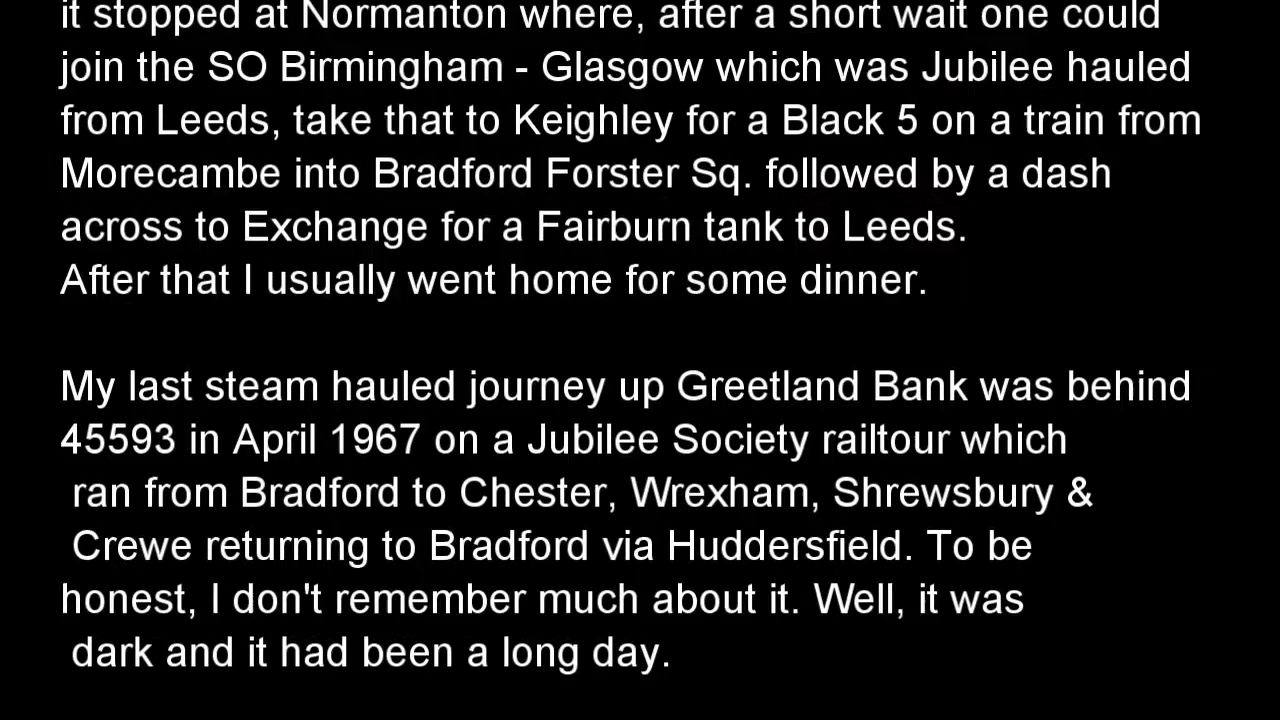 it stopped at Normanton where, after a short wait one could
join the SO Birmingham - Glasgow which was Jubilee hauled
from Leeds, take that to Keighley for a Black 5 on a train from
Morecambe into Bradford Forster Sq. followed by a dash
across to Exchange for a Fairburn tank to Leeds.
After that I usually went home for some dinner.
My last steam hauled journey up Greetland Bank was behind
45593 in April 1967 on a Jubilee Society railtour which
ran from Bradford to Chester, Wrexham, Shrewsbury &
Crewe returning to Bradford via Huddersfield. To be
honest, I don't remember much about it. Well, it was
dark and it had been a long day.